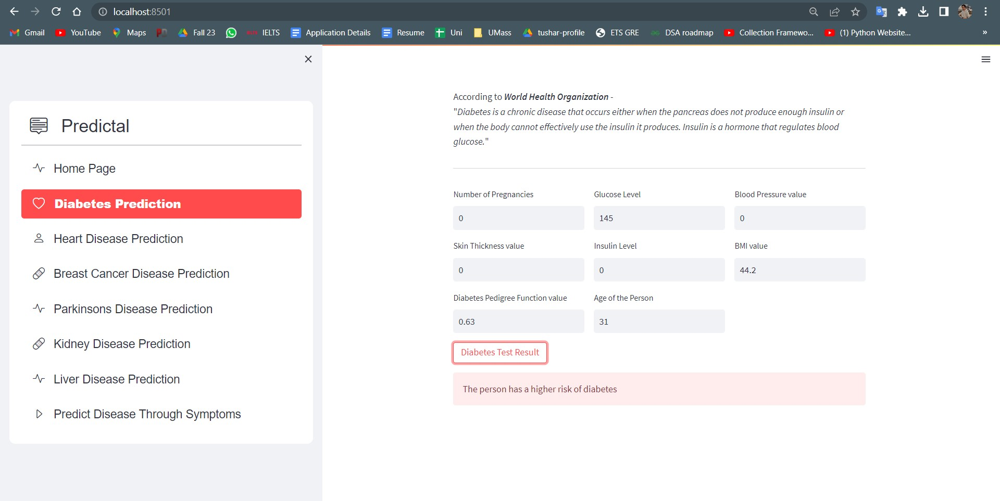 localhost:8501
Gmail
YouTube
Maps
Fall 23
IELTS
Application Details
Resume
Uni
UMass
tushar-profile
ETS GRE
DSA roadmap
Collection Framewo...
(1) Python Website...
»
Predictal
Home Page
Diabetes Prediction
Heart Disease Prediction
Breast Cancer Disease Prediction
Parkinsons Disease Prediction
Kidney Disease Prediction
Liver Disease Prediction
Predict Disease Through Symptoms
According to World Health Organization -
"Diabetes is a chronic disease that occurs either when the pancreas does not produce enough insulin or
when the body cannot effectively use the insulin it produces. Insulin is a hormone that regulates blood
glucose."
Number of Pregnancies
Glucose Level
Blood Pressure value
0
145
0
Skin Thickness value
Insulin Level
BMI value
0
0
44.2
Diabetes Pedigree Function value
Age of the Person
0.63
31
Diabetes Test Result
The person has a higher risk of diabetes